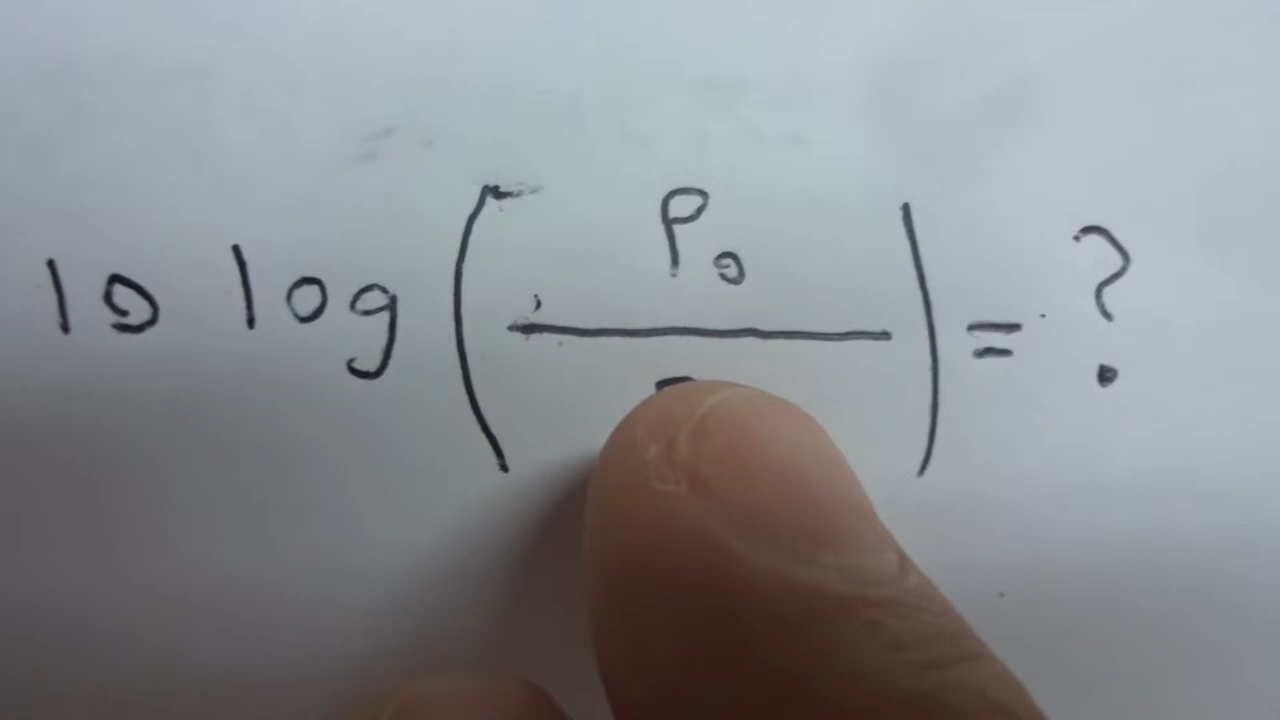 10 log ( P₀ / ) = ?